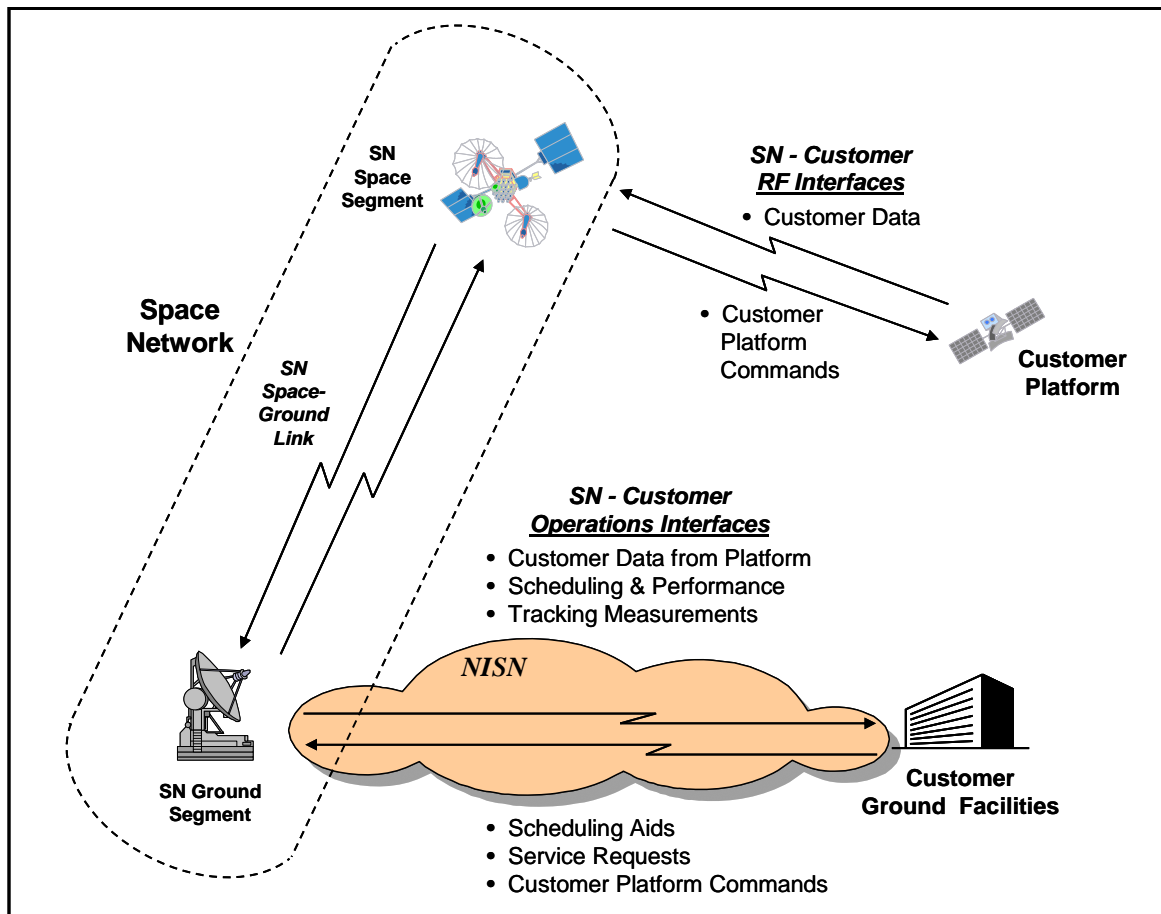 SN
Space
Segment
SN - Customer
RF Interfaces
• Customer Data
• Customer
Platform
Commands
Customer
Platform
Space
Network
SN
Space-
Ground
Link
SN - Customer
Operations Interfaces
• Customer Data from Platform
• Scheduling & Performance
• Tracking Measurements
NISN
SN Ground
Segment
Customer
Ground Facilities
• Scheduling Aids
• Service Requests
• Customer Platform Commands